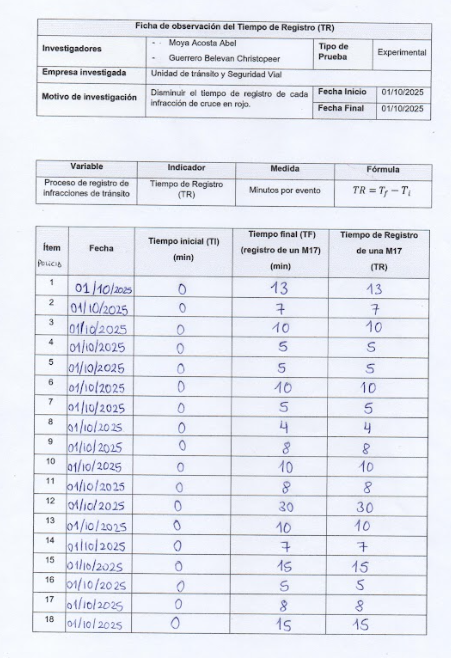 Ficha de observación del Tiempo de Registro (TR)
Investigadores
- Moya Acosta Abel
- Guerrero Belevan Christopeer
Tipo de Prueba
Experimental
Empresa investigada Unidad de tránsito y Seguridad Vial
Motivo de investigación
Disminuir el tiempo de registro de cada
infracción de cruce en rojo.
Fecha Inicio 01/10/2025
Fecha Final 01/10/2025
Variable Indicador Medida Fórmula
Proceso de registro de infracciones de tránsito
Tiempo de Registro (TR)
Minutos por evento
TR = Tf − Ti
Ítem POLICIA
Fecha
Tiempo inicial (TI) (min)
Tiempo final (TF) (registro de un M17) (min)
Tiempo de Registro de una M17 (TR)
1 01/10/2025 0 13 13
2 01/10/2025 0 7 7
3 01/10/2025 0 10 10
4 01/10/2025 0 5 5
5 01/10/2025 0 5 5
6 01/10/2025 0 10 10
7 01/10/2025 0 5 5
8 01/10/2025 0 4 4
9 01/10/2025 0 8 8
10 01/10/2025 0 10 10
11 01/10/2025 0 8 8
12 01/10/2025 0 30 30
13 01/10/2025 0 10 10
14 01/10/2025 0 7 7
15 01/10/2025 0 15 15
16 01/10/2025 0 5 5
17 01/10/2025 0 8 8
18 01/10/2025 0 15 15